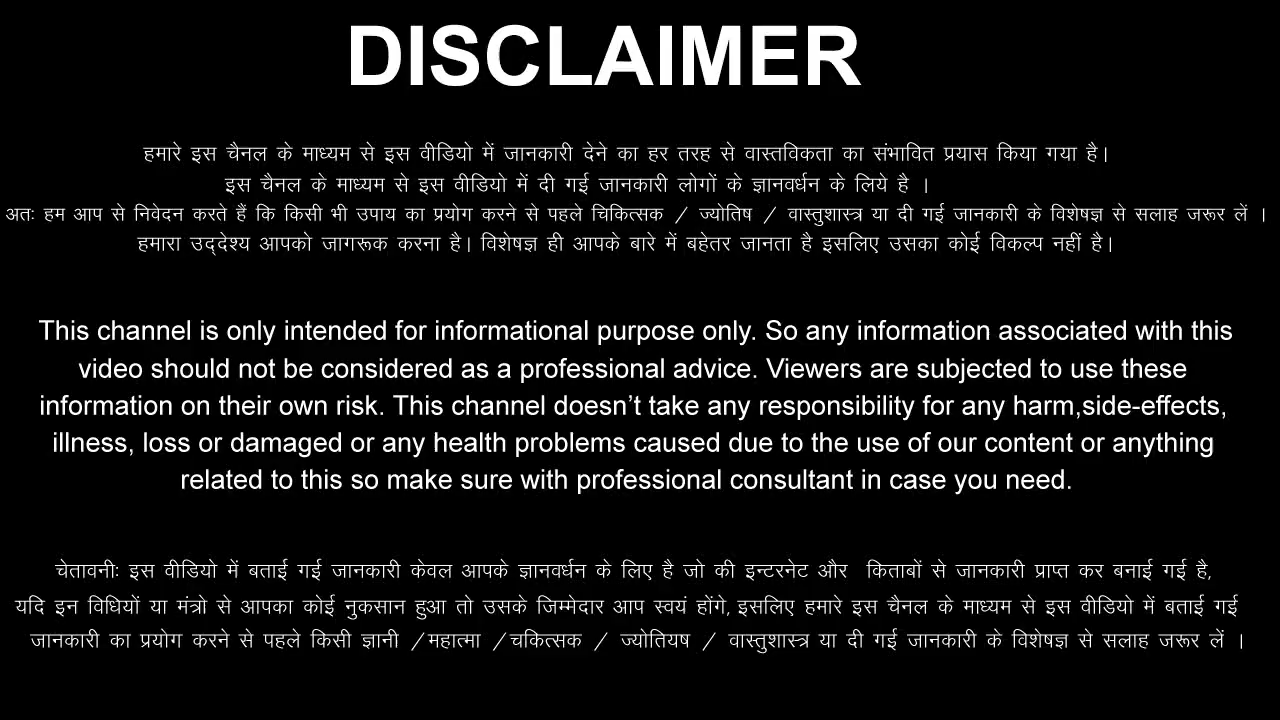 DISCLAIMER
हमारे इस चैनल के माध्यम से इस वीडियो में जानकारी देने का हर तरह से वास्तविकता का संभावित प्रयास किया गया है।
इस चैनल के माध्यम से इस वीडियो में दी गई जानकारी लोगों के ज्ञानवर्धन के लिये है ।
अतः हम आप से निवेदन करते हैं कि किसी भी उपाय का प्रयोग करने से पहले चिकित्सक / ज्योतिष / वास्तुशास्त्र या दी गई जानकारी के विशेषज्ञ से सलाह जरूर लें ।
हमारा उद्देश्य आपको जागरूक करना है। विशेषज्ञ ही आपके बारे में बहेतर जानता है इसलिए उसका कोई विकल्प नहीं है।
This channel is only intended for informational purpose only. So any information associated with this
video should not be considered as a professional advice. Viewers are subjected to use these
information on their own risk. This channel doesn’t take any responsibility for any harm,side-effects,
illness, loss or damaged or any health problems caused due to the use of our content or anything
related to this so make sure with professional consultant in case you need.
चेतावनीः इस वीडियो में बताई गई जानकारी केवल आपके ज्ञानवर्धन के लिए है जो की इन्टरनेट और किताबों से जानकारी प्राप्त कर बनाई गई है,
यदि इन विधियों या मंत्रो से आपका कोई नुकसान हुआ तो उसके जिम्मेदार आप स्वयं होंगे, इसलिए हमारे इस चैनल के माध्यम से इस वीडियो में बताई गई
जानकारी का प्रयोग करने से पहले किसी ज्ञानी /महात्मा /चकित्सक / ज्योतियष / वास्तुशास्त्र या दी गई जानकारी के विशेषज्ञ से सलाह जरूर लें ।